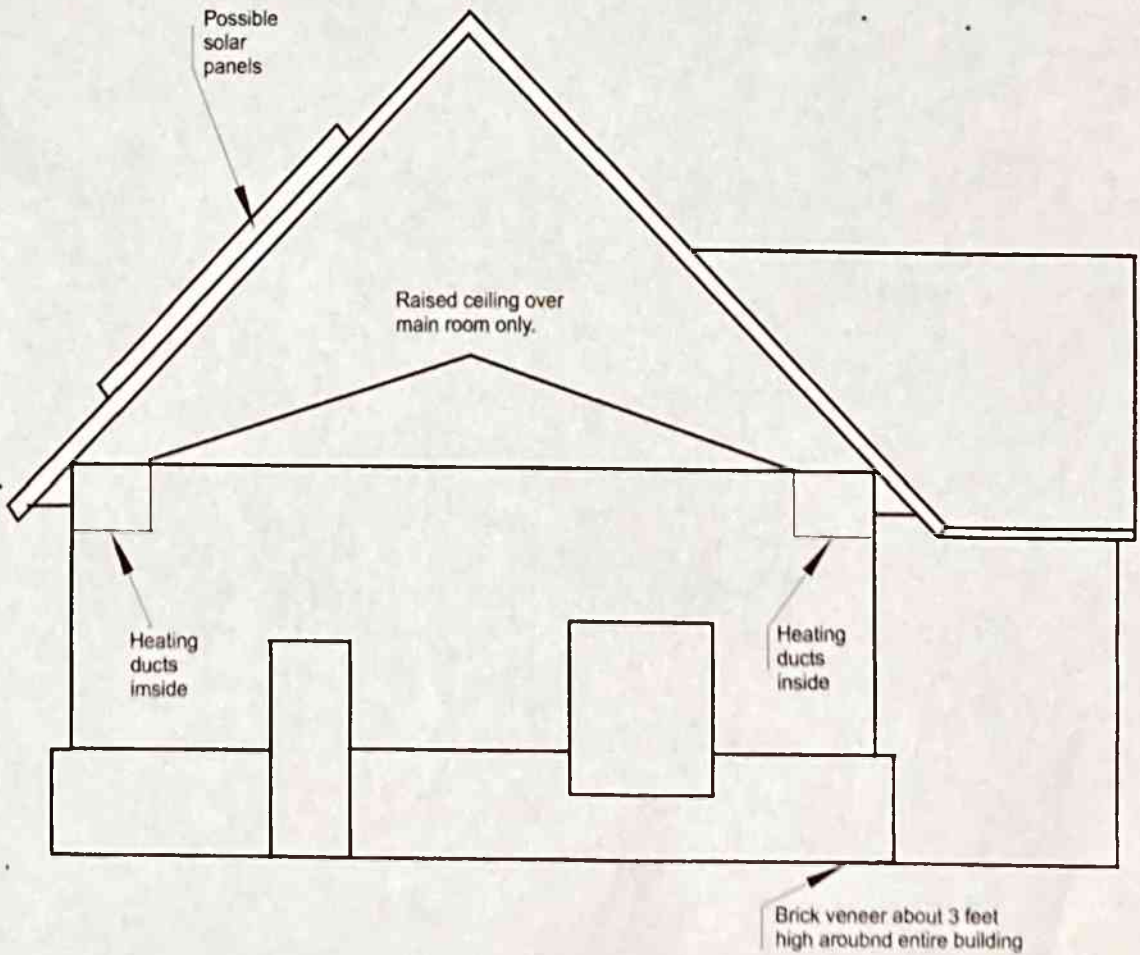 Possible
solar
panels
Raised ceiling over
main room only.
Heating
ducts
imside
Heating
ducts
inside
Brick veneer about 3 feet
high aroubnd entire building